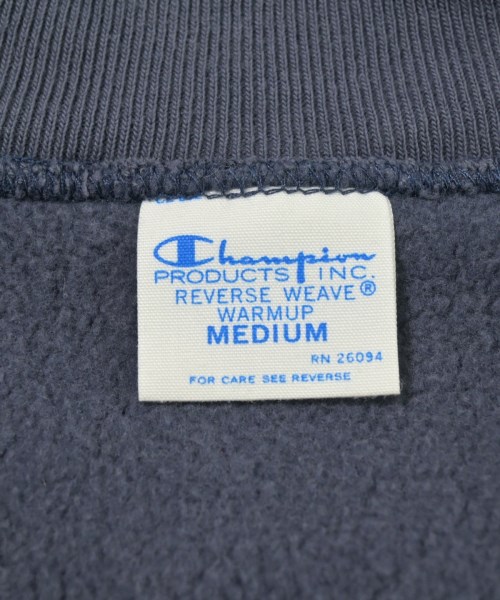 Champion
PRODUCTS INC.
REVERSE WEAVE®
WARMUP
MEDIUM
RN 26094
FOR CARE SEE REVERSE